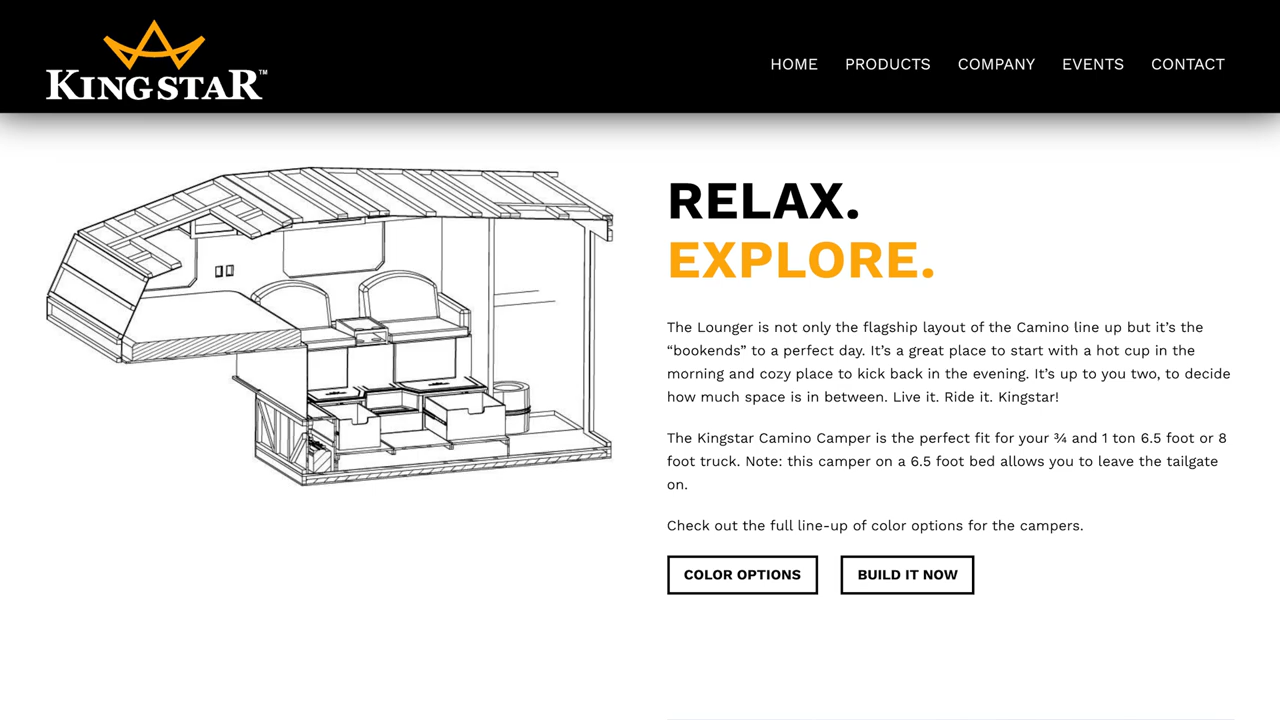 KINGSTAR™
HOME PRODUCTS COMPANY EVENTS CONTACT
RELAX.
EXPLORE.
The Lounger is not only the flagship layout of the Camino line up but it’s the
“bookends” to a perfect day. It’s a great place to start with a hot cup in the
morning and cozy place to kick back in the evening. It’s up to you two, to decide
how much space is in between. Live it. Ride it. Kingstar!
The Kingstar Camino Camper is the perfect fit for your ¾ and 1 ton 6.5 foot or 8
foot truck. Note: this camper on a 6.5 foot bed allows you to leave the tailgate
on.
Check out the full line-up of color options for the campers.
COLOR OPTIONS BUILD IT NOW